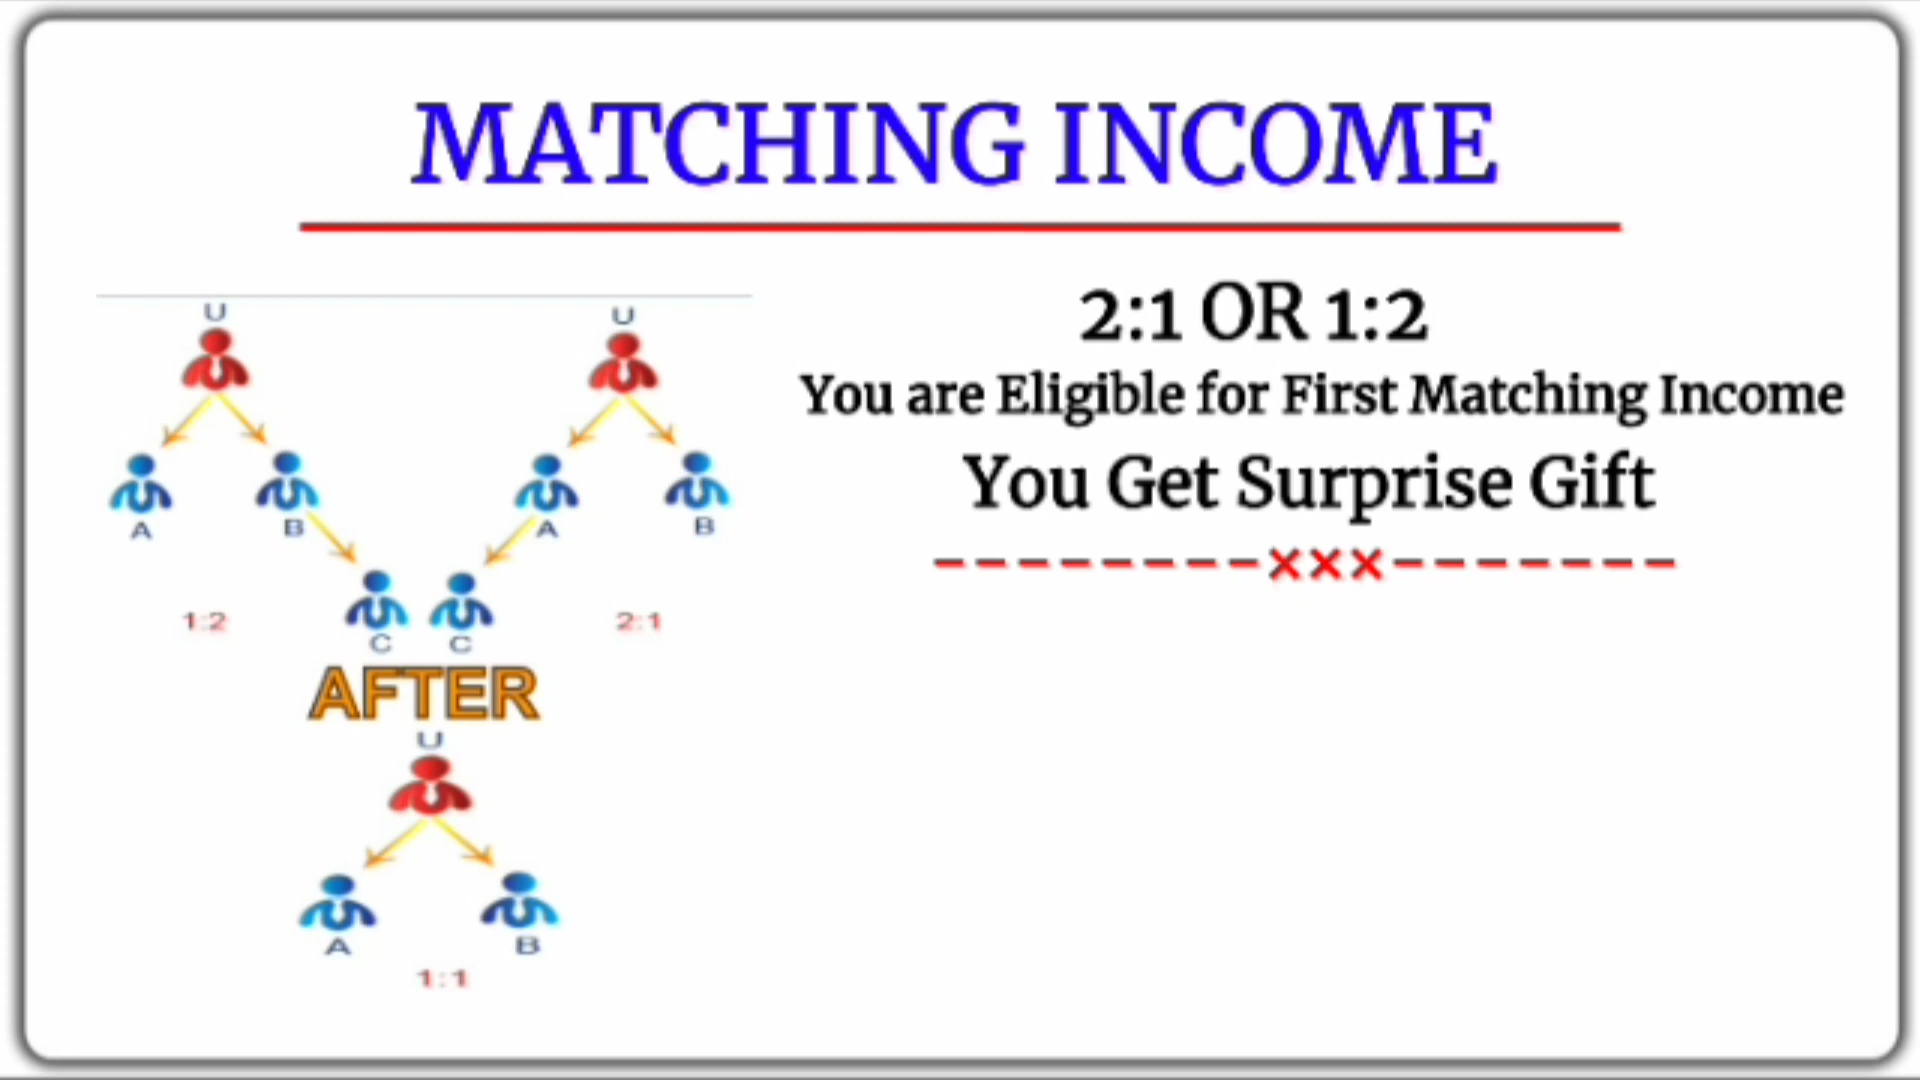 MATCHING INCOME
U
U
A
B
A
B
1:2
C
C
2:1
AFTER
U
A
B
1:1
2:1 OR 1:2
You are Eligible for First Matching Income
You Get Surprise Gift
--------xxx-------